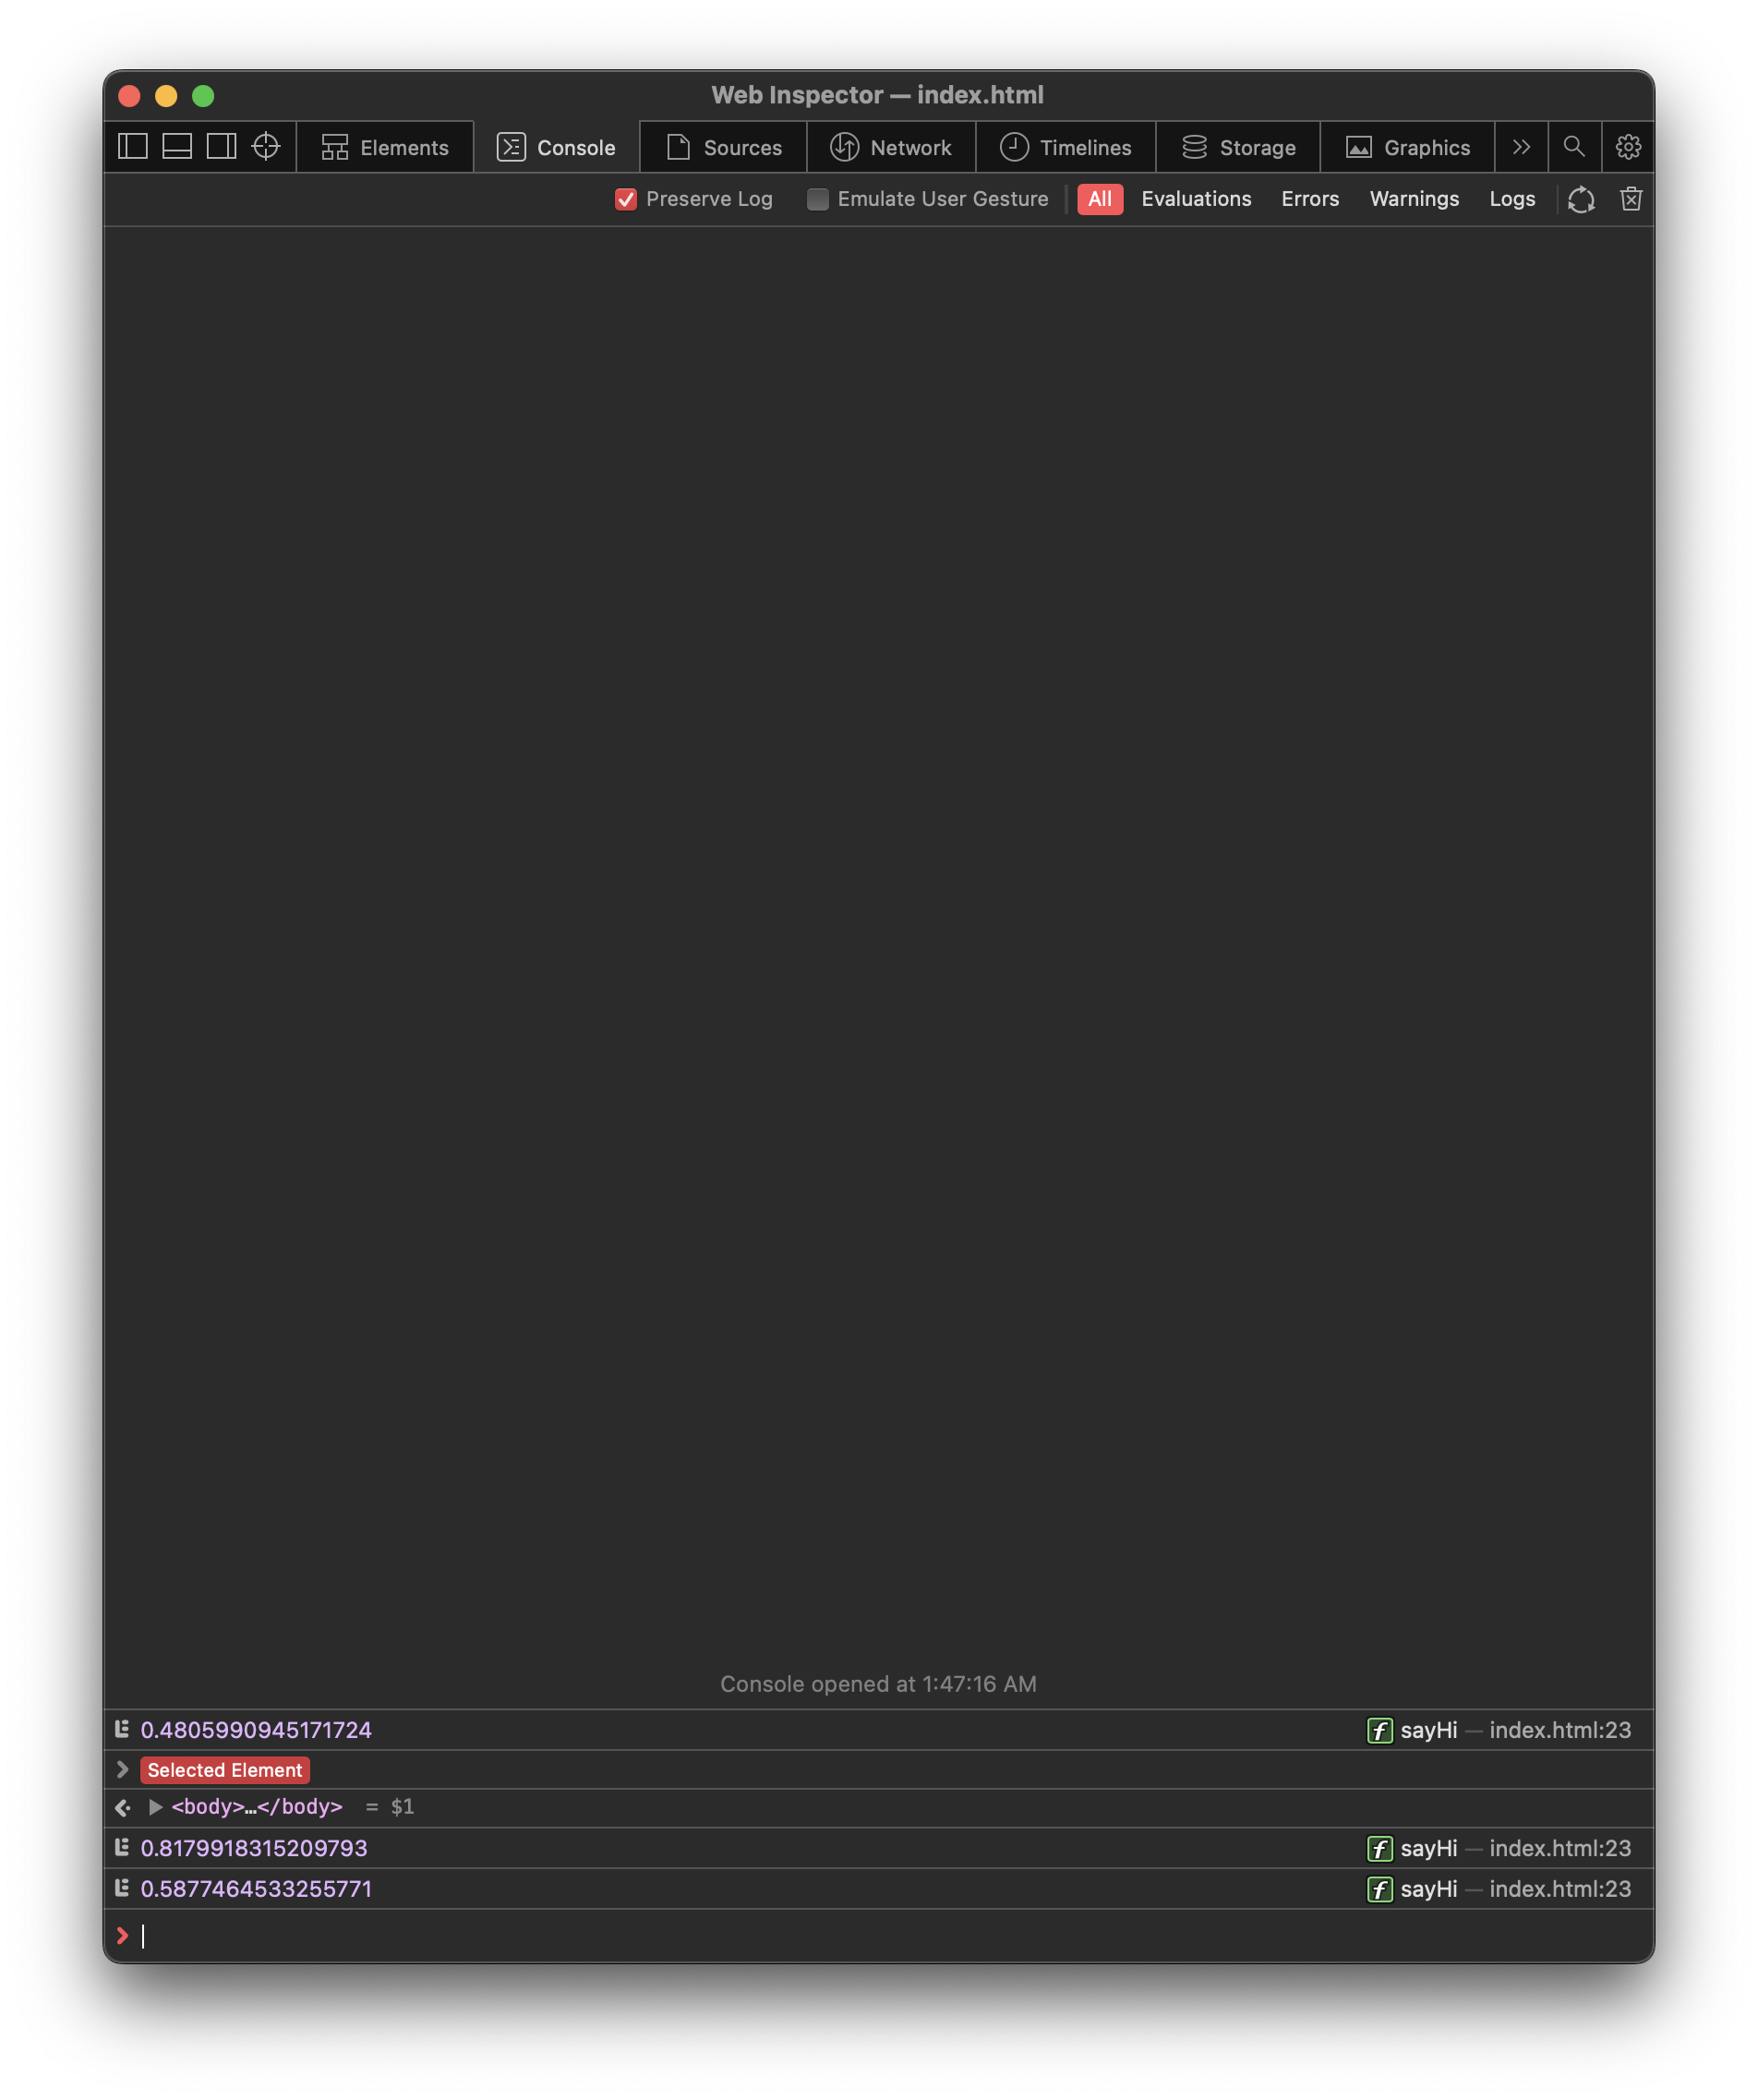 Web Inspector — index.html
Elements Console Sources Network Timelines Storage Graphics
Preserve Log Emulate User Gesture All Evaluations Errors Warnings Logs
Console opened at 1:47:16 AM
0.4805990945171724 f sayHi — index.html:23
Selected Element
<body>…</body> = $1
0.8179918315209793 f sayHi — index.html:23
0.5877464533255771 f sayHi — index.html:23